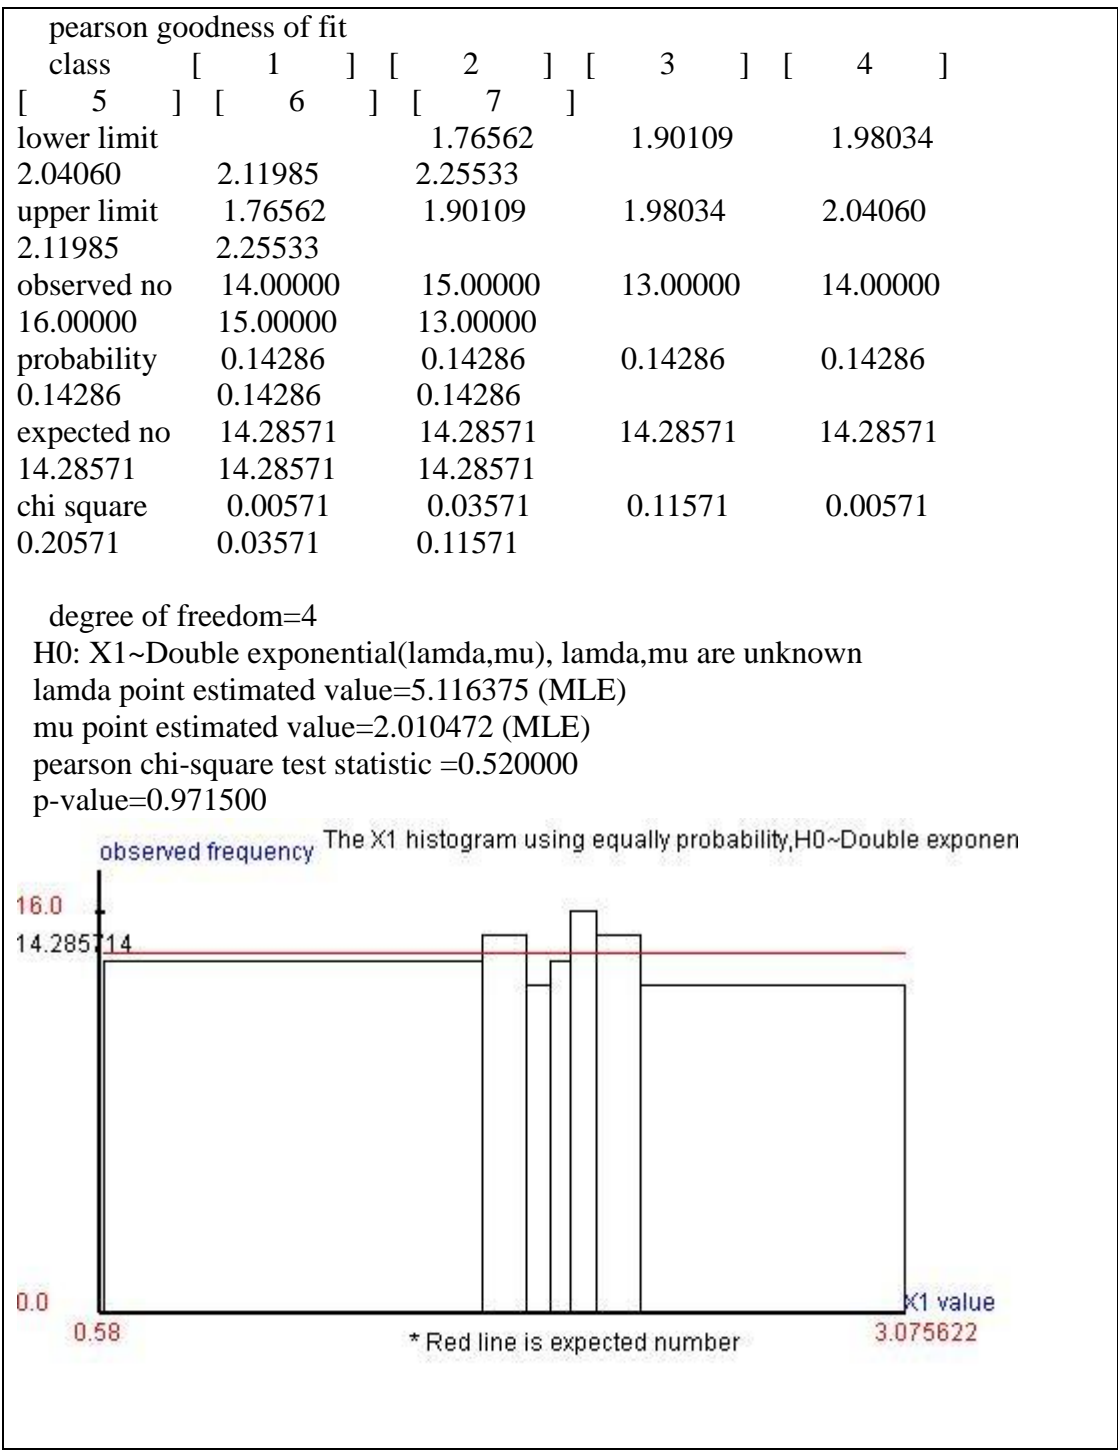 pearson goodness of fit
class [ 1 ] [ 2 ] [ 3 ] [ 4 ]
[ 5 ] [ 6 ] [ 7 ]
lower limit 1.76562 1.90109 1.98034
2.04060 2.11985 2.25533
upper limit 1.76562 1.90109 1.98034 2.04060
2.11985 2.25533
observed no 14.00000 15.00000 13.00000 14.00000
16.00000 15.00000 13.00000
probability 0.14286 0.14286 0.14286 0.14286
0.14286 0.14286 0.14286
expected no 14.28571 14.28571 14.28571 14.28571
14.28571 14.28571 14.28571
chi square 0.00571 0.03571 0.11571 0.00571
0.20571 0.03571 0.11571
degree of freedom=4
H0: X1~Double exponential(lamda,mu), lamda,mu are unknown
lamda point estimated value=5.116375 (MLE)
mu point estimated value=2.010472 (MLE)
pearson chi-square test statistic =0.520000
p-value=0.971500
observed frequency The X1 histogram using equally probability,H0~Double exponen
16.0
14.285714
0.0 X1 value
0.58 * Red line is expected number 3.075622